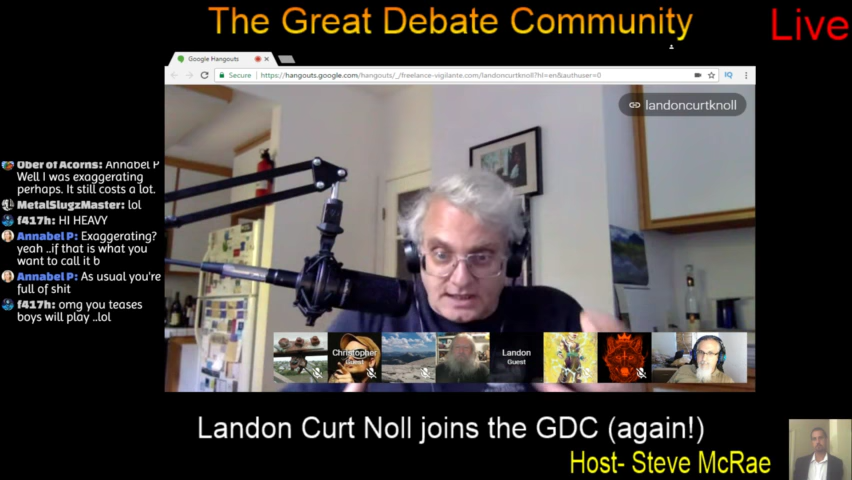 The Great Debate Community
Live
Google Hangouts
Secure
https://hangouts.google.com/hangouts/_/freelance-vigilante.com/landoncurtknoll?hl=en&authuser=0
landoncurtknoll
Ober of Acorns: Annabel P
Well I was exaggerating
perhaps. It still costs a lot.
MetalSlugzMaster: lol
f417h: HI HEAVY
Annabel P: Exaggerating?
yeah ..if that is what you
want to call it b
Annabel P: As usual you're
full of shit
f417h: omg you teases
boys will play ..lol
Christopher
Guest
Landon
Guest
Landon Curt Noll joins the GDC (again!)
Host- Steve McRae